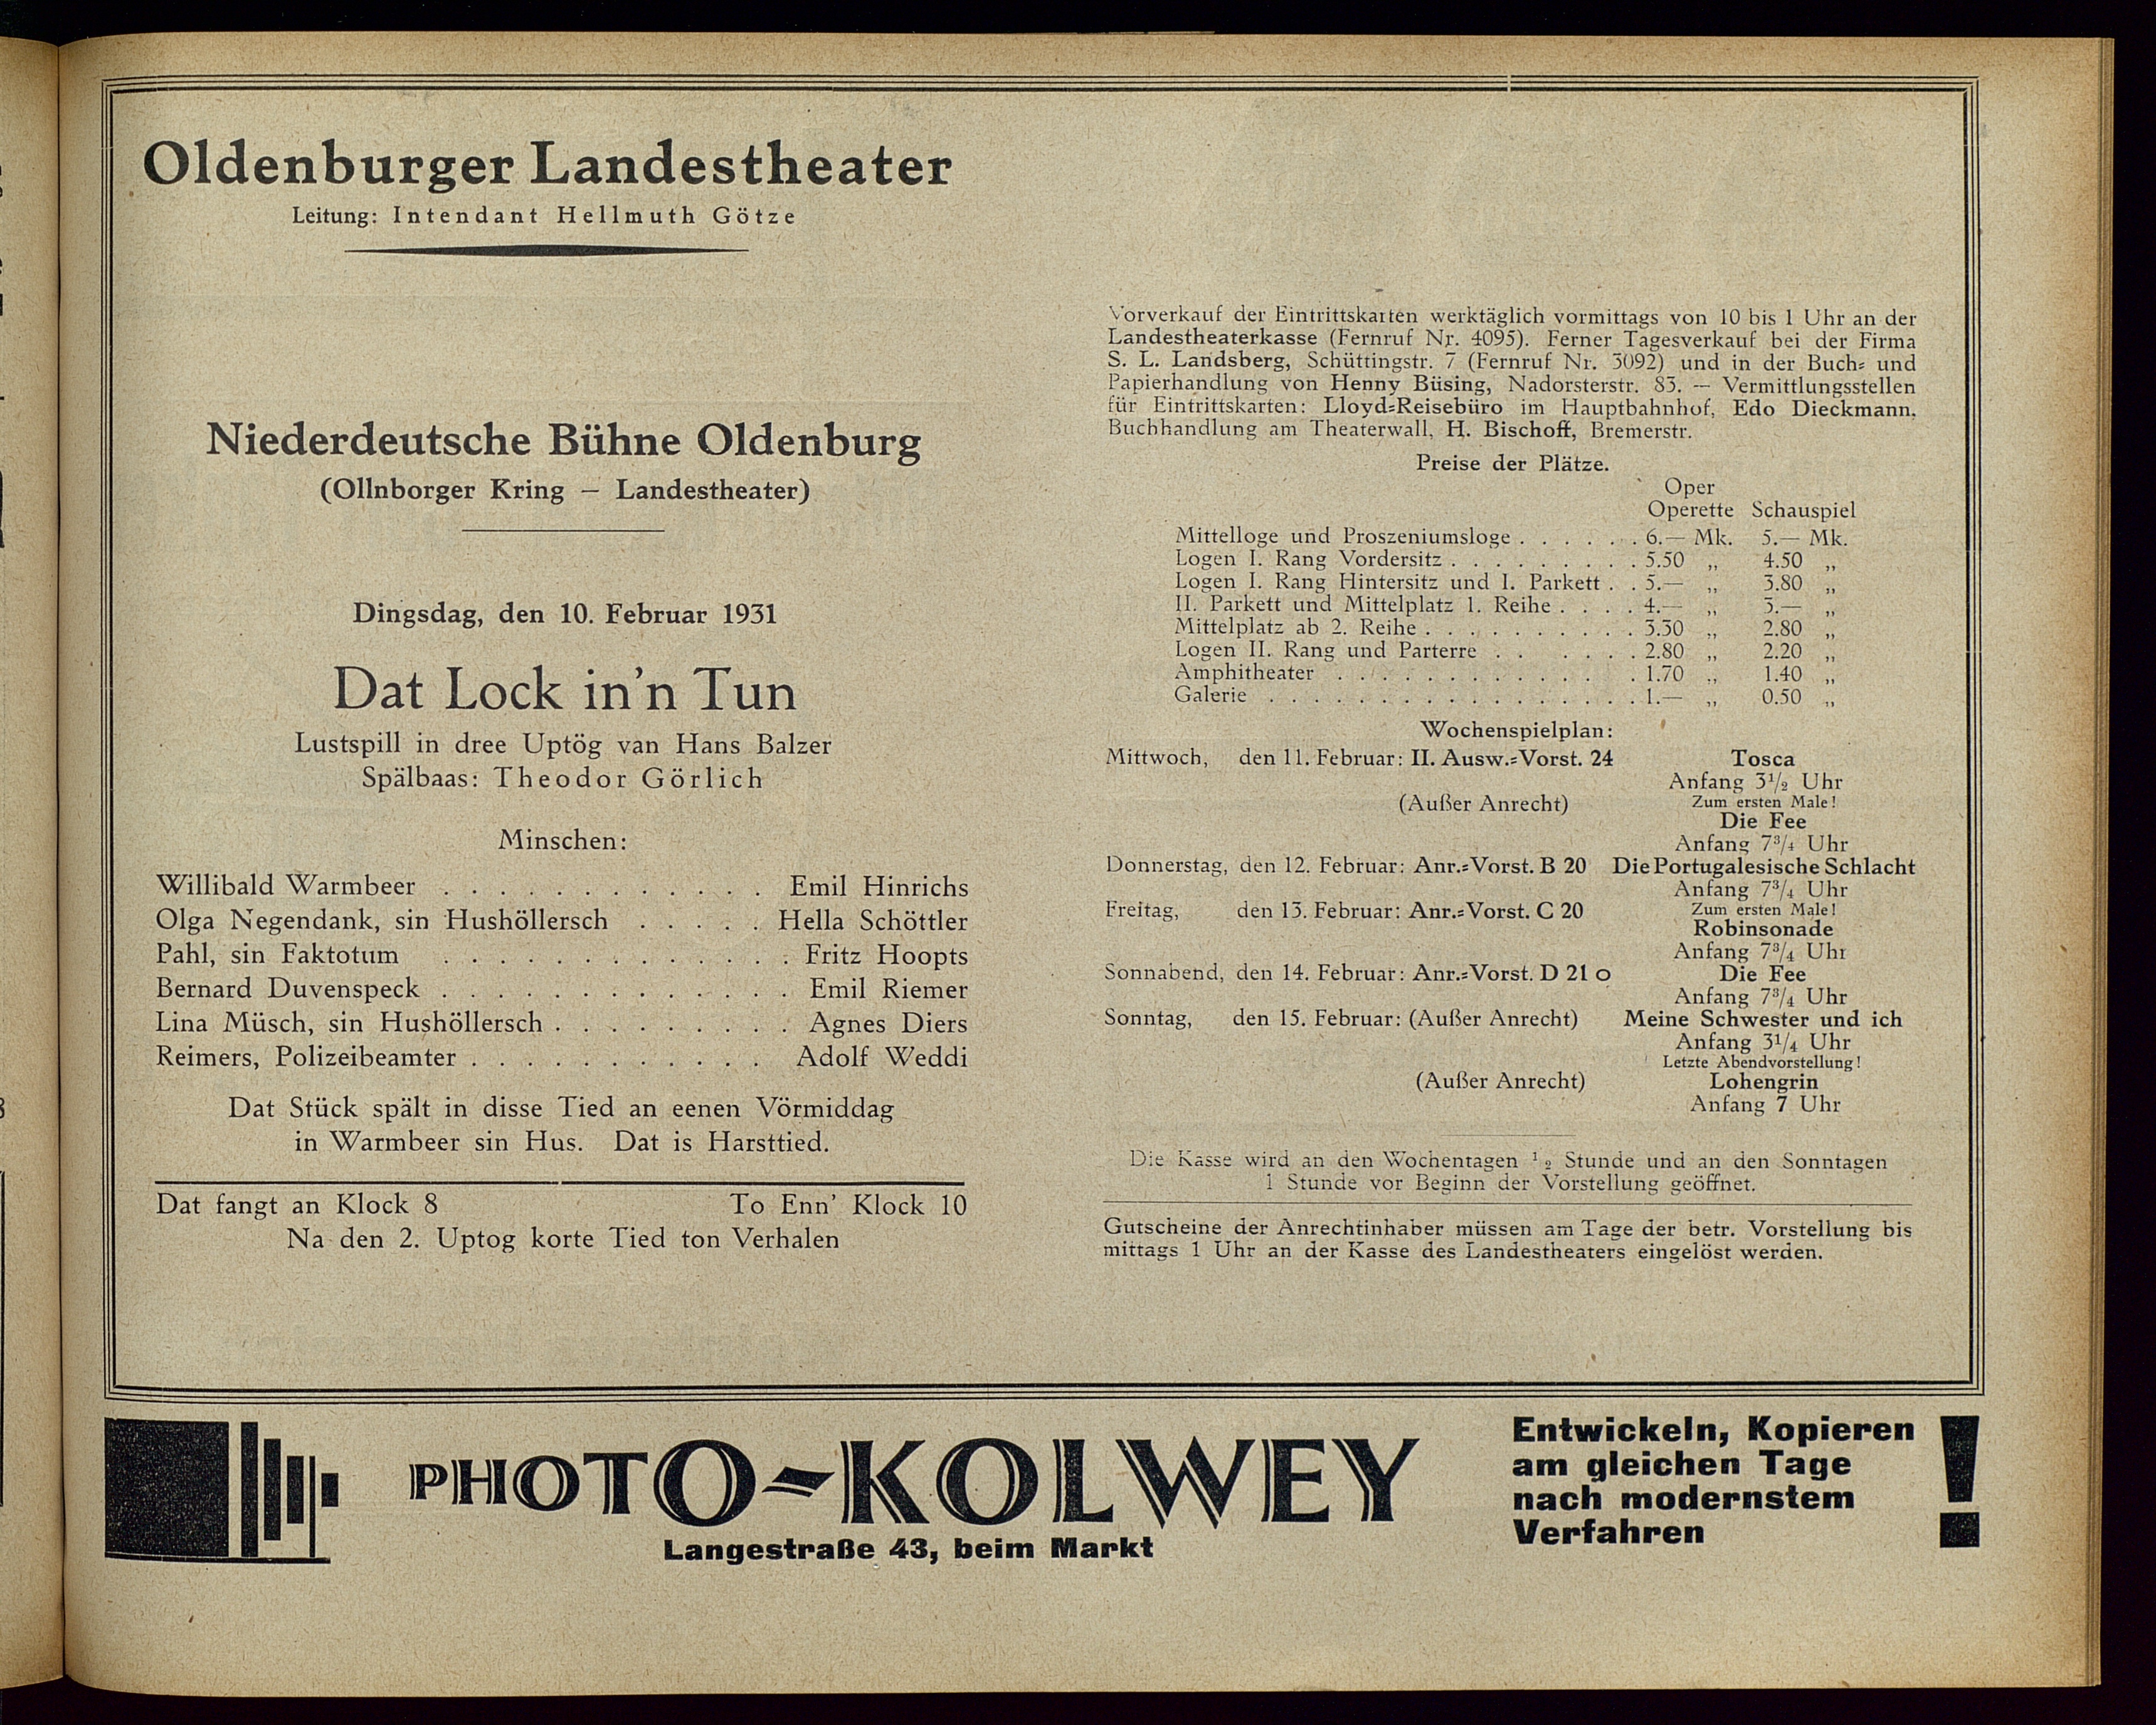 Oldenburger Landestheater
Leitung: Intendant Hellmuth Götze
Niederdeutsche Bühne Oldenburg
(Ollnborger Kring – Landestheater)
Dingsdag, den 10. Februar 1931
Dat Lock in'n Tun
Lustspill in dree Uptög van Hans Balzer
Spälbaas: Theodor Görlich
Minschen:
Willibald Warmbeer . . . . . . . . . . . . Emil Hinrichs
Olga Negendank, sin Hushöllersch . . . . . Hella Schöttler
Pahl, sin Faktotum . . . . . . . . . . . . . Fritz Hoopts
Bernard Duvenspeck . . . . . . . . . . . . . Emil Riemer
Lina Müsch, sin Hushöllersch . . . . . . . . . Agnes Diers
Reimers, Polizeibeamter . . . . . . . . . . . Adolf Weddi
Dat Stück spält in disse Tied an eenen Vörmiddag
in Warmbeer sin Hus. Dat is Harsttied.
Dat fangt an Klock 8 To Enn' Klock 10
Na den 2. Uptog korte Tied ton Verhalen
Vorverkauf der Eintrittskarten werktäglich vormittags von 10 bis 1 Uhr an der
Landestheaterkasse (Fernruf Nr. 4095). Ferner Tagesverkauf bei der Firma
S. L. Landsberg, Schüttingstr. 7 (Fernruf Nr. 3092) und in der Buch- und
Papierhandlung von Henny Büsing, Nadorsterstr. 83. — Vermittlungsstellen
für Eintrittskarten: Lloyd-Reisebüro im Hauptbahnhof, Edo Dieckmann,
Buchhandlung am Theaterwall, H. Bischoff, Bremerstr.
Preise der Plätze.
Oper
Operette Schauspiel
Mittelloge und Proszeniumsloge . . . . . . 6.— Mk. 5.— Mk.
Logen I. Rang Vordersitz . . . . . . . . . 5.50 „ 4.50 „
Logen I. Rang Hintersitz und I. Parkett . . 5.— „ 3.80 „
II. Parkett und Mittelplatz 1. Reihe . . . . 4.— „ 3.— „
Mittelplatz ab 2. Reihe . . . . . . . . . . 3.30 „ 2.80 „
Logen II. Rang und Parterre . . . . . . 2.80 „ 2.20 „
Amphitheater . . . . . . . . . . . . . 1.70 „ 1.40 „
Galerie . . . . . . . . . . . . . . . . 1.— „ 0.50 „
Wochenspielplan:
Mittwoch, den 11. Februar: II. Ausw.-Vorst. 24 Tosca
Anfang 3½ Uhr
(Außer Anrecht) Zum ersten Male!
Die Fee
Anfang 7¾ Uhr
Donnerstag, den 12. Februar: Anr.-Vorst. B 20 Die Portugalesische Schlacht
Anfang 7¾ Uhr
Freitag, den 13. Februar: Anr.-Vorst. C 20 Zum ersten Male!
Robinsonade
Anfang 7¾ Uhr
Sonnabend, den 14. Februar: Anr.-Vorst. D 21 o Die Fee
Anfang 7¾ Uhr
Sonntag, den 15. Februar: (Außer Anrecht) Meine Schwester und ich
Anfang 3¼ Uhr
Letzte Abendvorstellung!
(Außer Anrecht) Lohengrin
Anfang 7 Uhr
Die Kasse wird an den Wochentagen ½ Stunde und an den Sonntagen
1 Stunde vor Beginn der Vorstellung geöffnet.
Gutscheine der Anrechtinhaber müssen am Tage der betr. Vorstellung bis
mittags 1 Uhr an der Kasse des Landestheaters eingelöst werden.
PHOTO-KOLWEY
Langestraße 43, beim Markt
Entwickeln, Kopieren
am gleichen Tage
nach modernstem
Verfahren !